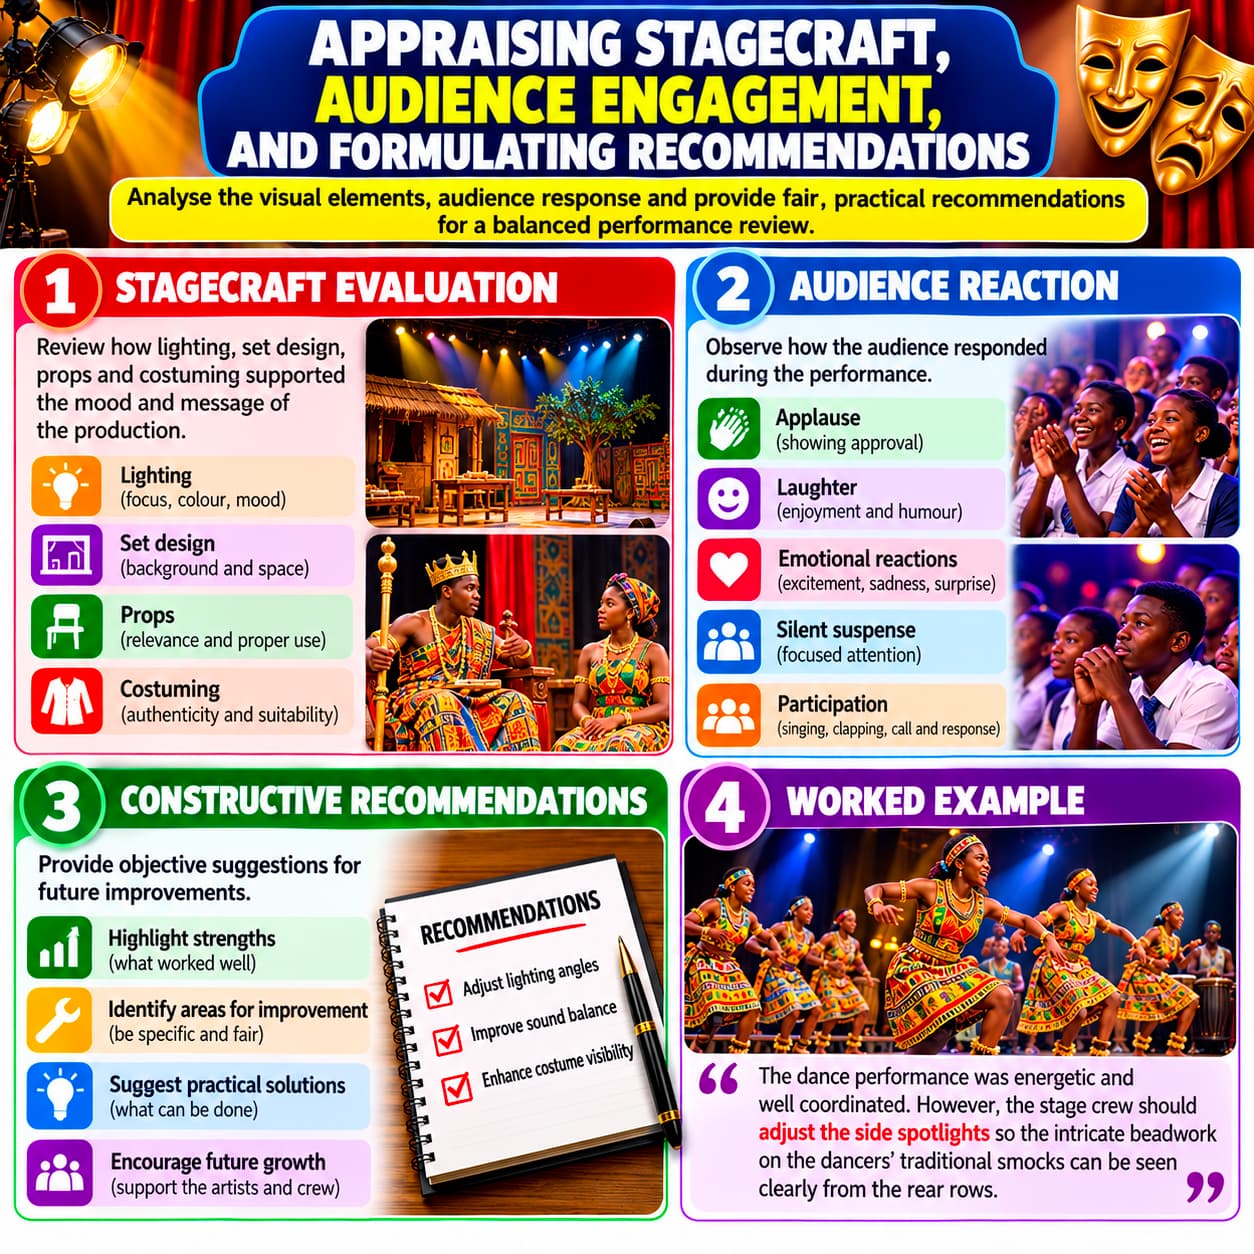 APPRAISING STAGECRAFT,
AUDIENCE ENGAGEMENT,
AND FORMULATING RECOMMENDATIONS
Analyse the visual elements, audience response and provide fair, practical recommendations
for a balanced performance review.
1 STAGECRAFT EVALUATION
Review how lighting, set design,
props and costuming supported
the mood and message of
the production.
Lighting
(focus, colour, mood)
Set design
(background and space)
Props
(relevance and proper use)
Costuming
(authenticity and suitability)
2 AUDIENCE REACTION
Observe how the audience responded
during the performance.
Applause
(showing approval)
Laughter
(enjoyment and humour)
Emotional reactions
(excitement, sadness, surprise)
Silent suspense
(focused attention)
Participation
(singing, clapping, call and response)
3 CONSTRUCTIVE RECOMMENDATIONS
Provide objective suggestions for
future improvements.
Highlight strengths
(what worked well)
Identify areas for improvement
(be specific and fair)
Suggest practical solutions
(what can be done)
Encourage future growth
(support the artists and crew)
RECOMMENDATIONS
Adjust lighting angles
Improve sound balance
Enhance costume visibility
4 WORKED EXAMPLE
“The dance performance was energetic and
well coordinated. However, the stage crew should
adjust the side spotlights so the intricate beadwork
on the dancers’ traditional smocks can be seen
clearly from the rear rows.”